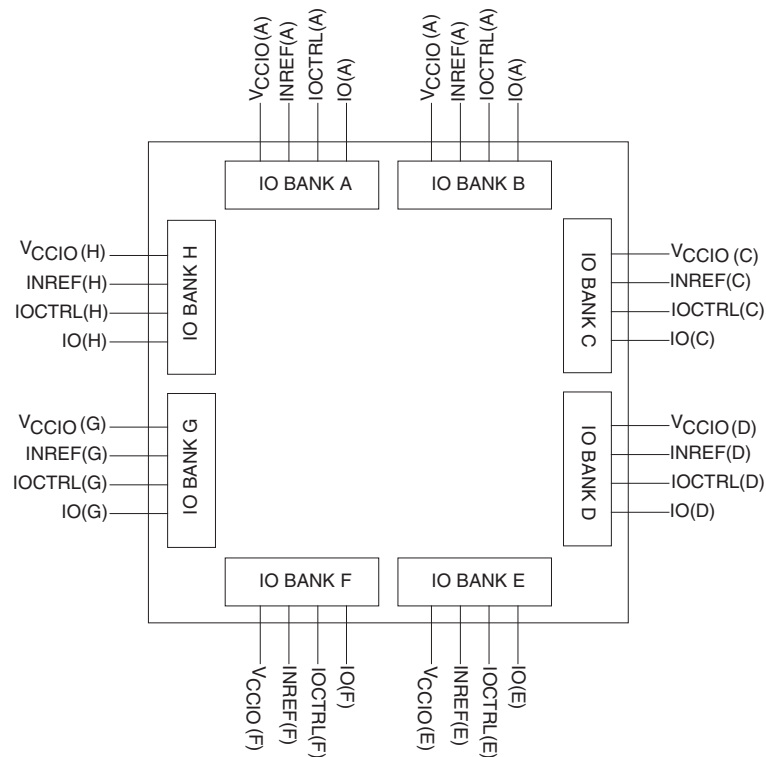 VCCIO(A)
INREF(A)
IOCTRL(A)
IO(A)
VCCIO(A)
INREF(A)
IOCTRL(A)
IO(A)
IO BANK A
IO BANK B
VCCIO(H)
INREF(H)
IOCTRL(H)
IO(H)
IO BANK H
IO BANK C
VCCIO(C)
INREF(C)
IOCTRL(C)
IO(C)
VCCIO(G)
INREF(G)
IOCTRL(G)
IO(G)
IO BANK G
IO BANK D
VCCIO(D)
INREF(D)
IOCTRL(D)
IO(D)
IO BANK F
IO BANK E
VCCIO(F)
INREF(F)
IOCTRL(F)
IO(F)
VCCIO(E)
INREF(E)
IOCTRL(E)
IO(E)